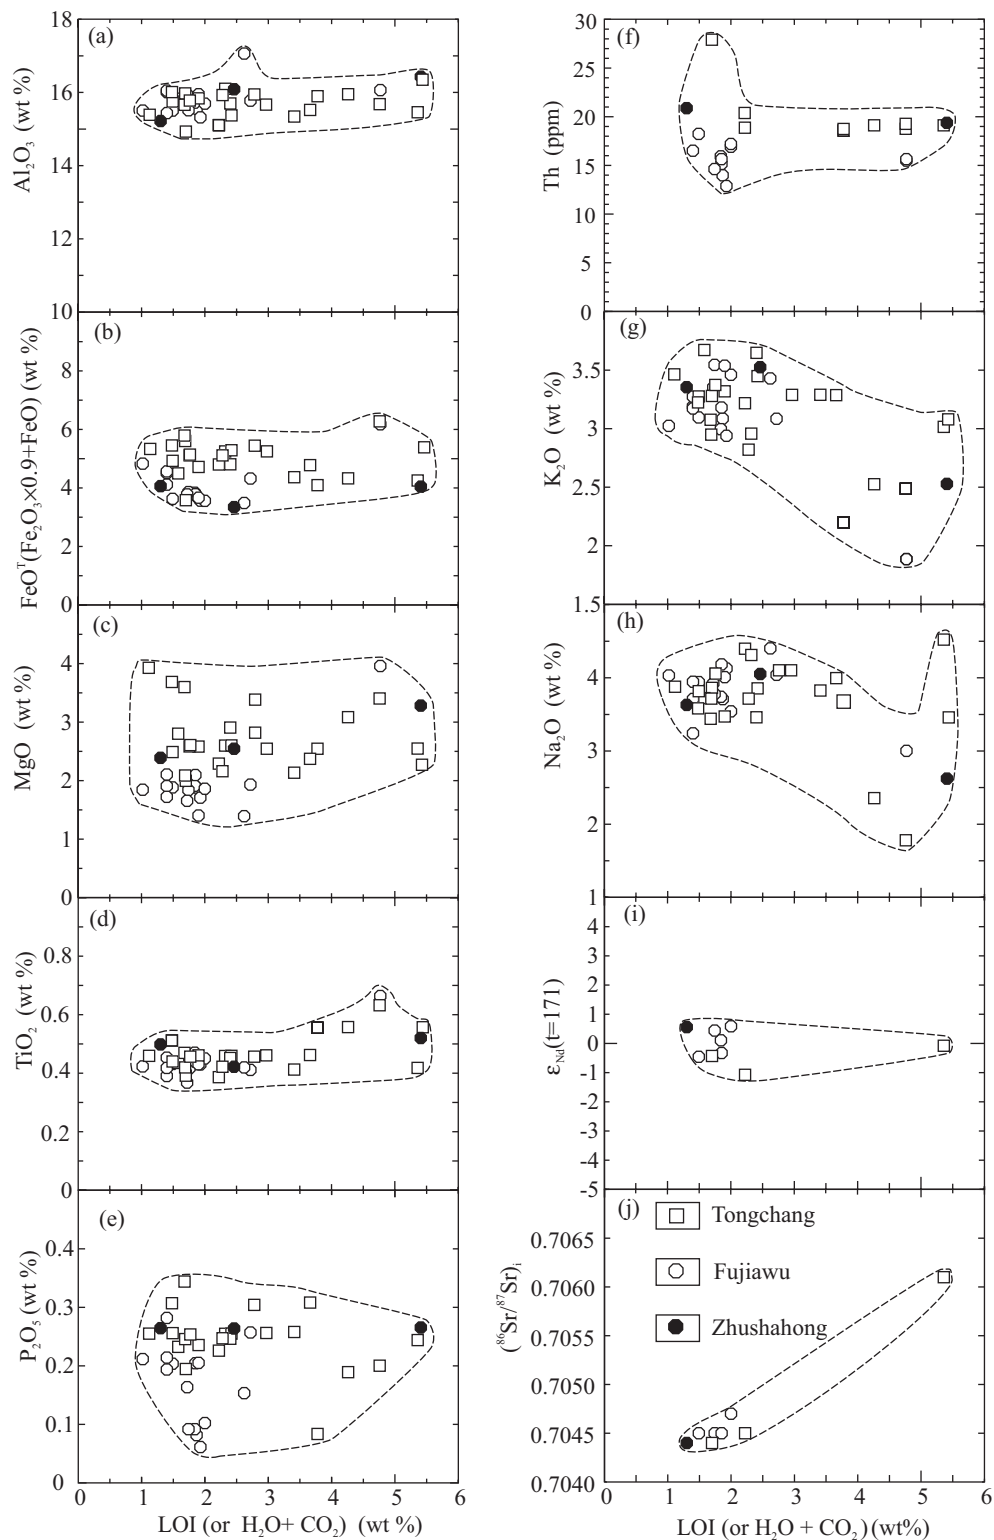 (a)
Al₂O₃ (wt %)
18
16
14
12
10
(b)
FeOᵀ(Fe₂O₃×0.9+FeO) (wt %)
8
6
4
2
0
(c)
MgO (wt %)
4
3
2
1
0
(d)
TiO₂ (wt %)
0.8
0.6
0.4
0.2
0
(e)
P₂O₅ (wt %)
0.4
0.3
0.2
0.1
0
0 1 2 3 4 5 6
LOI (or H₂O+ CO₂) (wt %)
(f)
Th (ppm)
30
25
20
15
10
5
0
(g)
K₂O (wt %)
3.5
3.0
2.5
2.0
1.5
(h)
Na₂O (wt %)
4
3
2
1
(i)
εNd(t=171)
4
3
2
1
0
-1
-2
-3
-4
-5
(j)
(⁸⁶Sr/⁸⁷Sr)ᵢ
0.7065
0.7060
0.7055
0.7050
0.7045
0.7040
Tongchang
Fujiawu
Zhushahong
0 1 2 3 4 5 6
LOI (or H₂O + CO₂)(wt%)